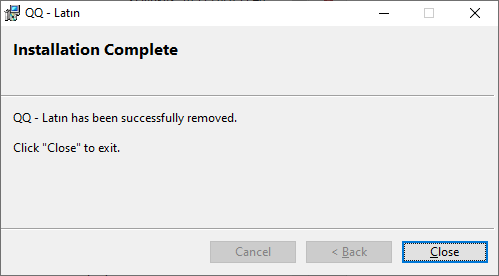 QQ - Latın
Installation Complete
QQ - Latın has been successfully removed.
Click "Close" to exit.
Cancel
< Back
Close